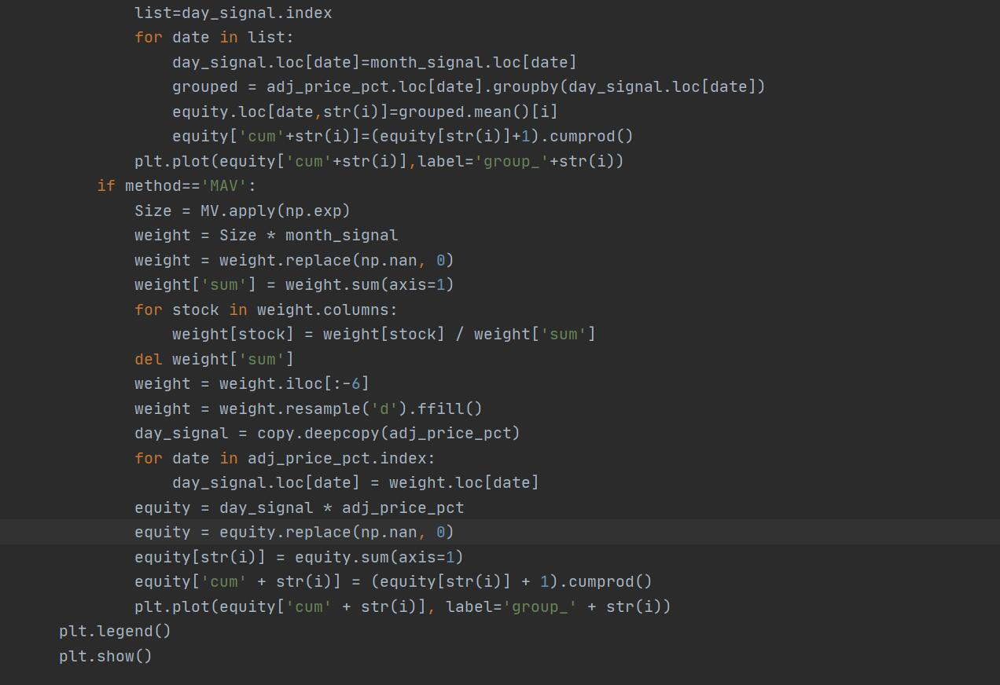 list=day_signal.index
for date in list:
day_signal.loc[date]=month_signal.loc[date]
grouped = adj_price_pct.loc[date].groupby(day_signal.loc[date])
equity.loc[date,str(i)]=grouped.mean()[i]
equity['cum'+str(i)]=(equity[str(i)]+1).cumprod()
plt.plot(equity['cum'+str(i)],label='group_'+str(i))
if method=='MAV':
Size = MV.apply(np.exp)
weight = Size * month_signal
weight = weight.replace(np.nan, 0)
weight['sum'] = weight.sum(axis=1)
for stock in weight.columns:
weight[stock] = weight[stock] / weight['sum']
del weight['sum']
weight = weight.iloc[:-6]
weight = weight.resample('d').ffill()
day_signal = copy.deepcopy(adj_price_pct)
for date in adj_price_pct.index:
day_signal.loc[date] = weight.loc[date]
equity = day_signal * adj_price_pct
equity = equity.replace(np.nan, 0)
equity[str(i)] = equity.sum(axis=1)
equity['cum' + str(i)] = (equity[str(i)] + 1).cumprod()
plt.plot(equity['cum' + str(i)], label='group_' + str(i))
plt.legend()
plt.show()